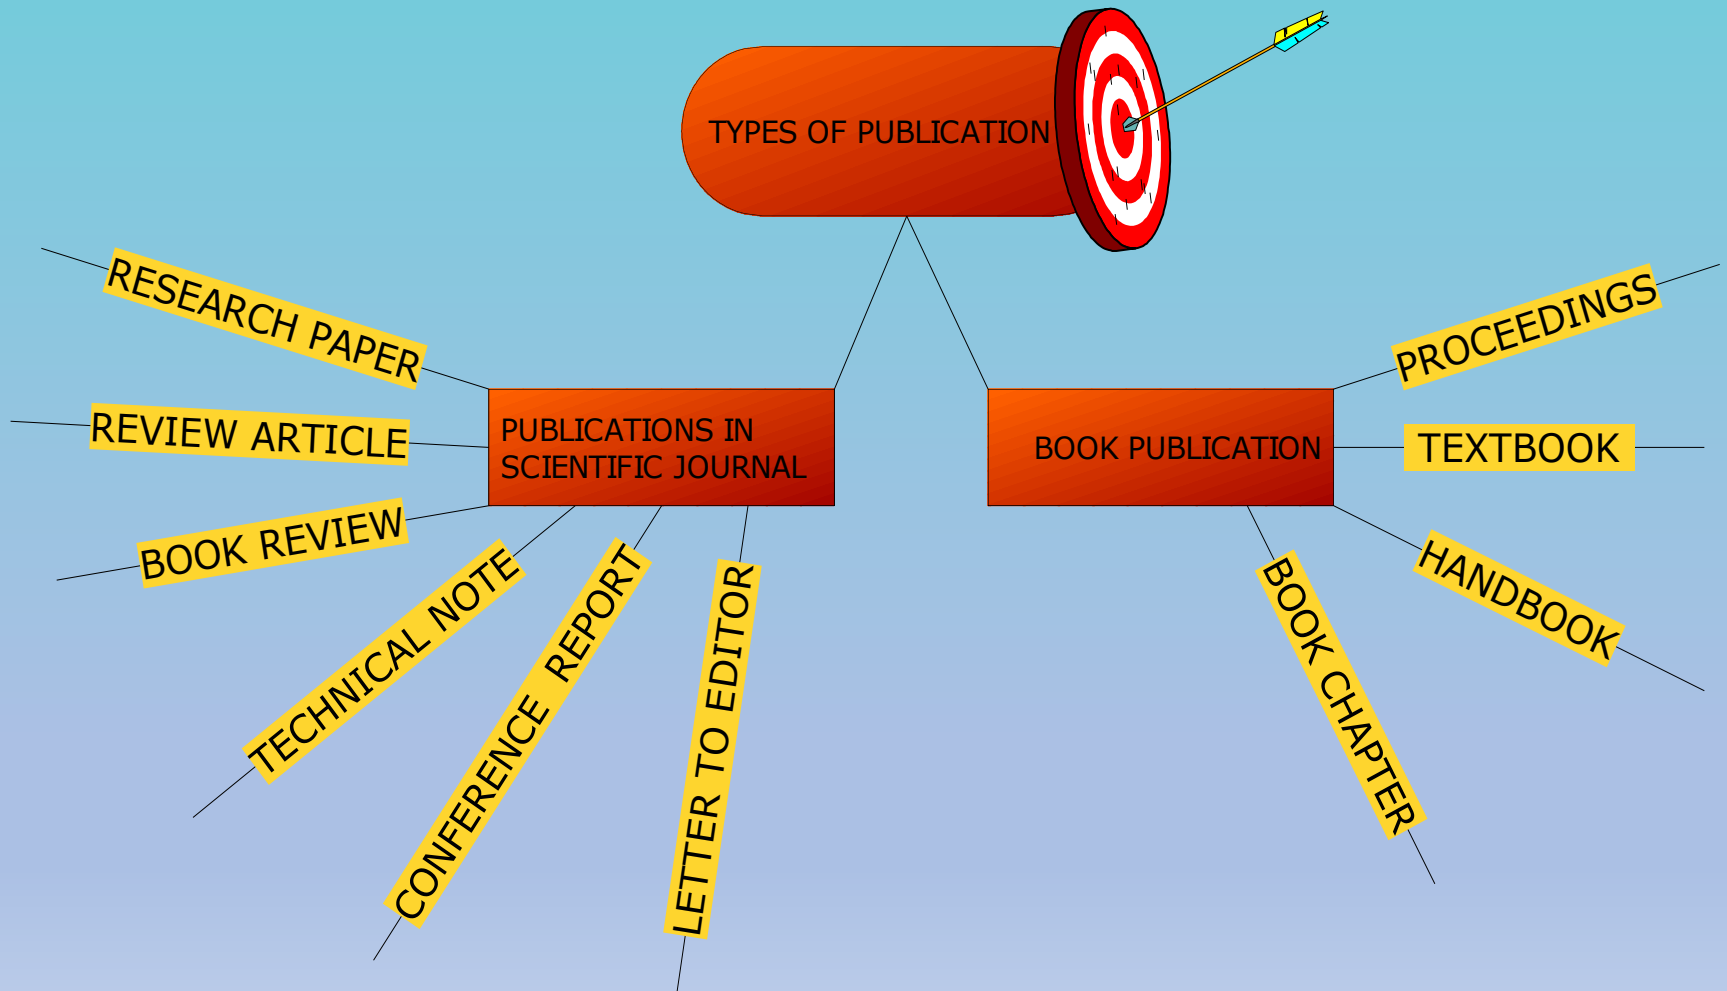 TYPES OF PUBLICATION
PUBLICATIONS IN
SCIENTIFIC JOURNAL
RESEARCH PAPER
REVIEW ARTICLE
BOOK REVIEW
TECHNICAL NOTE
CONFERENCE REPORT
LETTER TO EDITOR
BOOK PUBLICATION
PROCEEDINGS
TEXTBOOK
HANDBOOK
BOOK CHAPTER